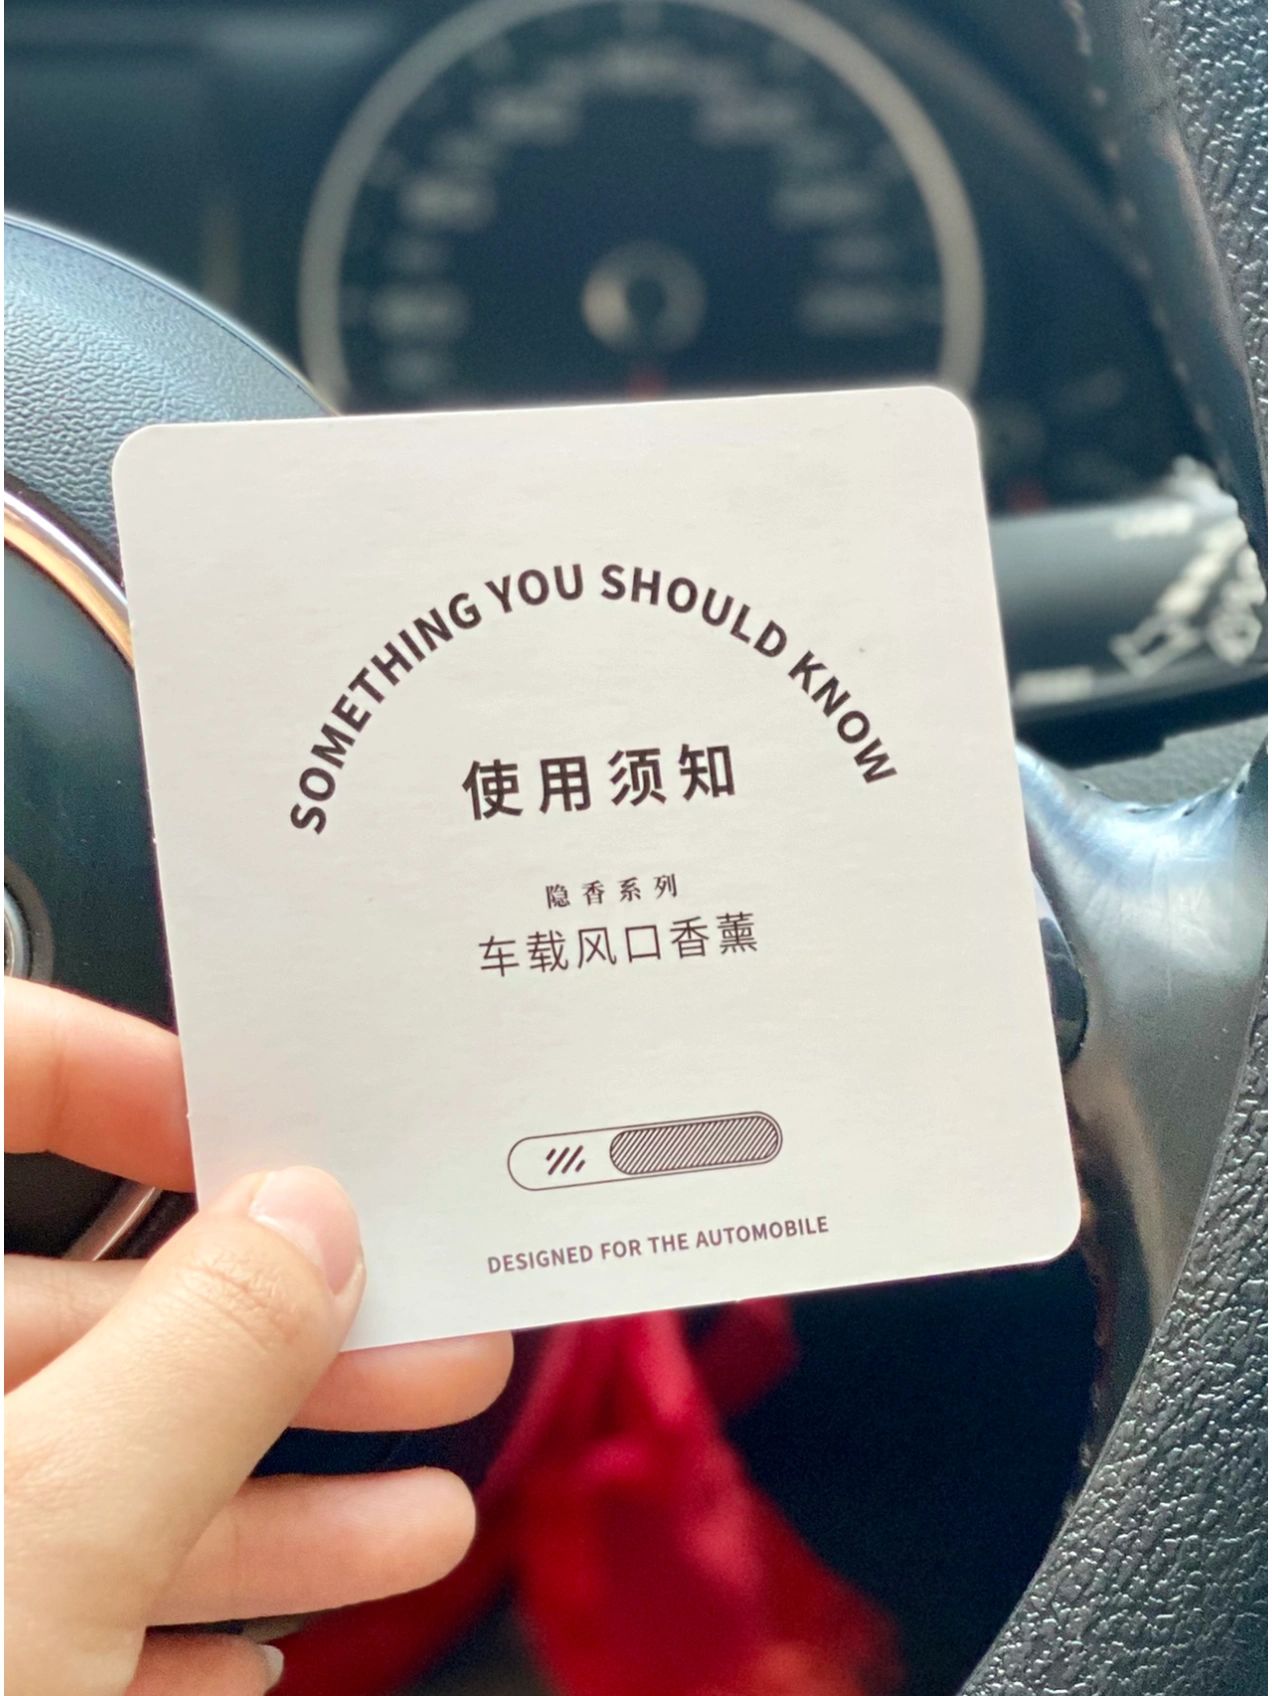 SOMETHING YOU SHOULD KNOW
使用须知
隐香系列
车载风口香薰
DESIGNED FOR THE AUTOMOBILE